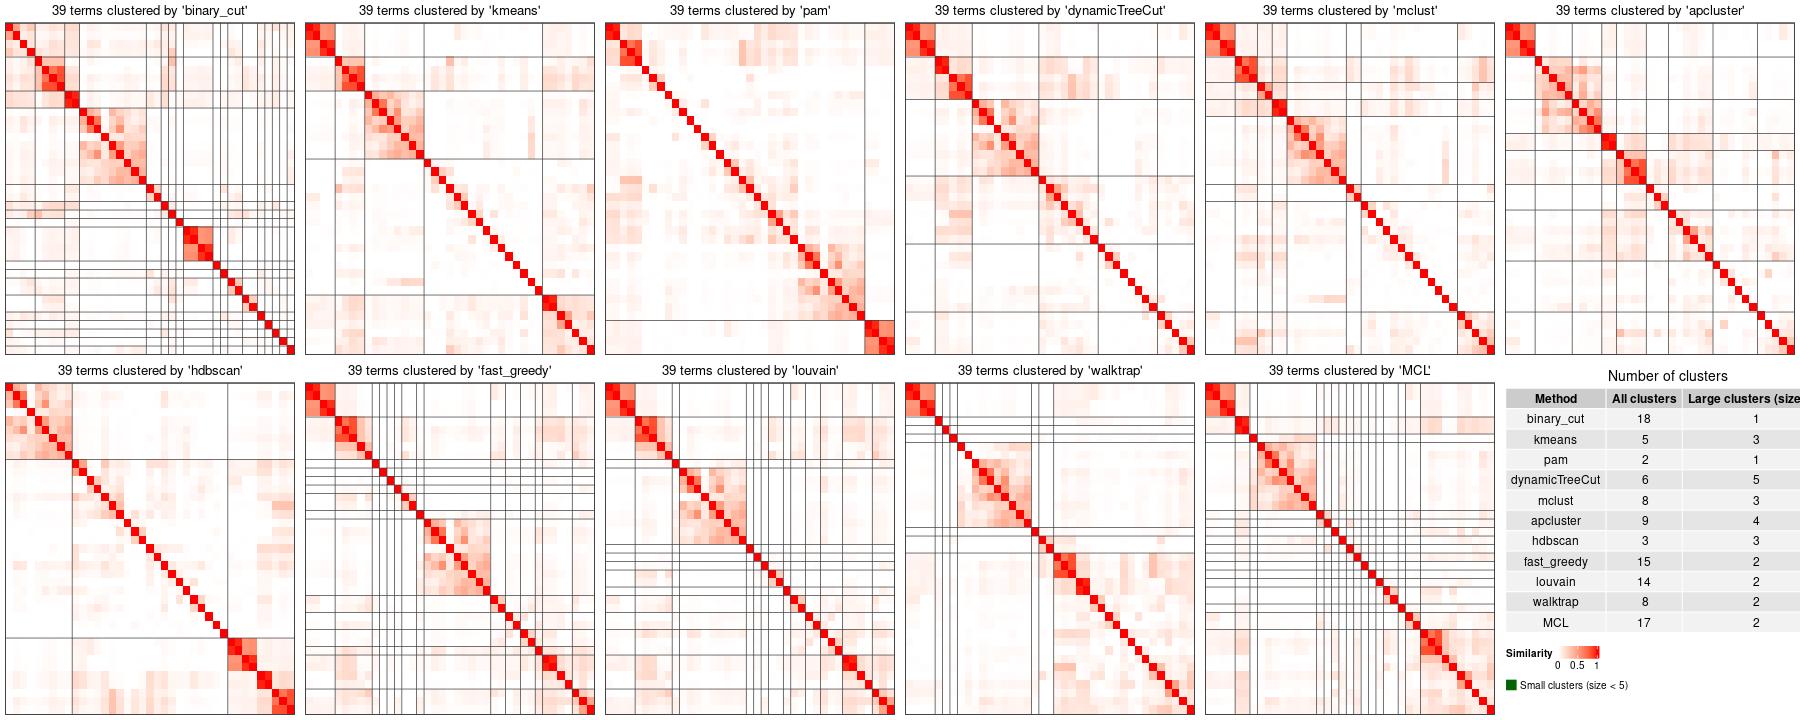 39 terms clustered by 'binary_cut'
39 terms clustered by 'kmeans'
39 terms clustered by 'pam'
39 terms clustered by 'dynamicTreeCut'
39 terms clustered by 'mclust'
39 terms clustered by 'apcluster'
39 terms clustered by 'hdbscan'
39 terms clustered by 'fast_greedy'
39 terms clustered by 'louvain'
39 terms clustered by 'walktrap'
39 terms clustered by 'MCL'
Number of clusters
Method All clusters Large clusters (size
binary_cut 18 1
kmeans 5 3
pam 2 1
dynamicTreeCut 6 5
mclust 8 3
apcluster 9 4
hdbscan 3 3
fast_greedy 15 2
louvain 14 2
walktrap 8 2
MCL 17 2
Similarity
0 0.5 1
Small clusters (size < 5)